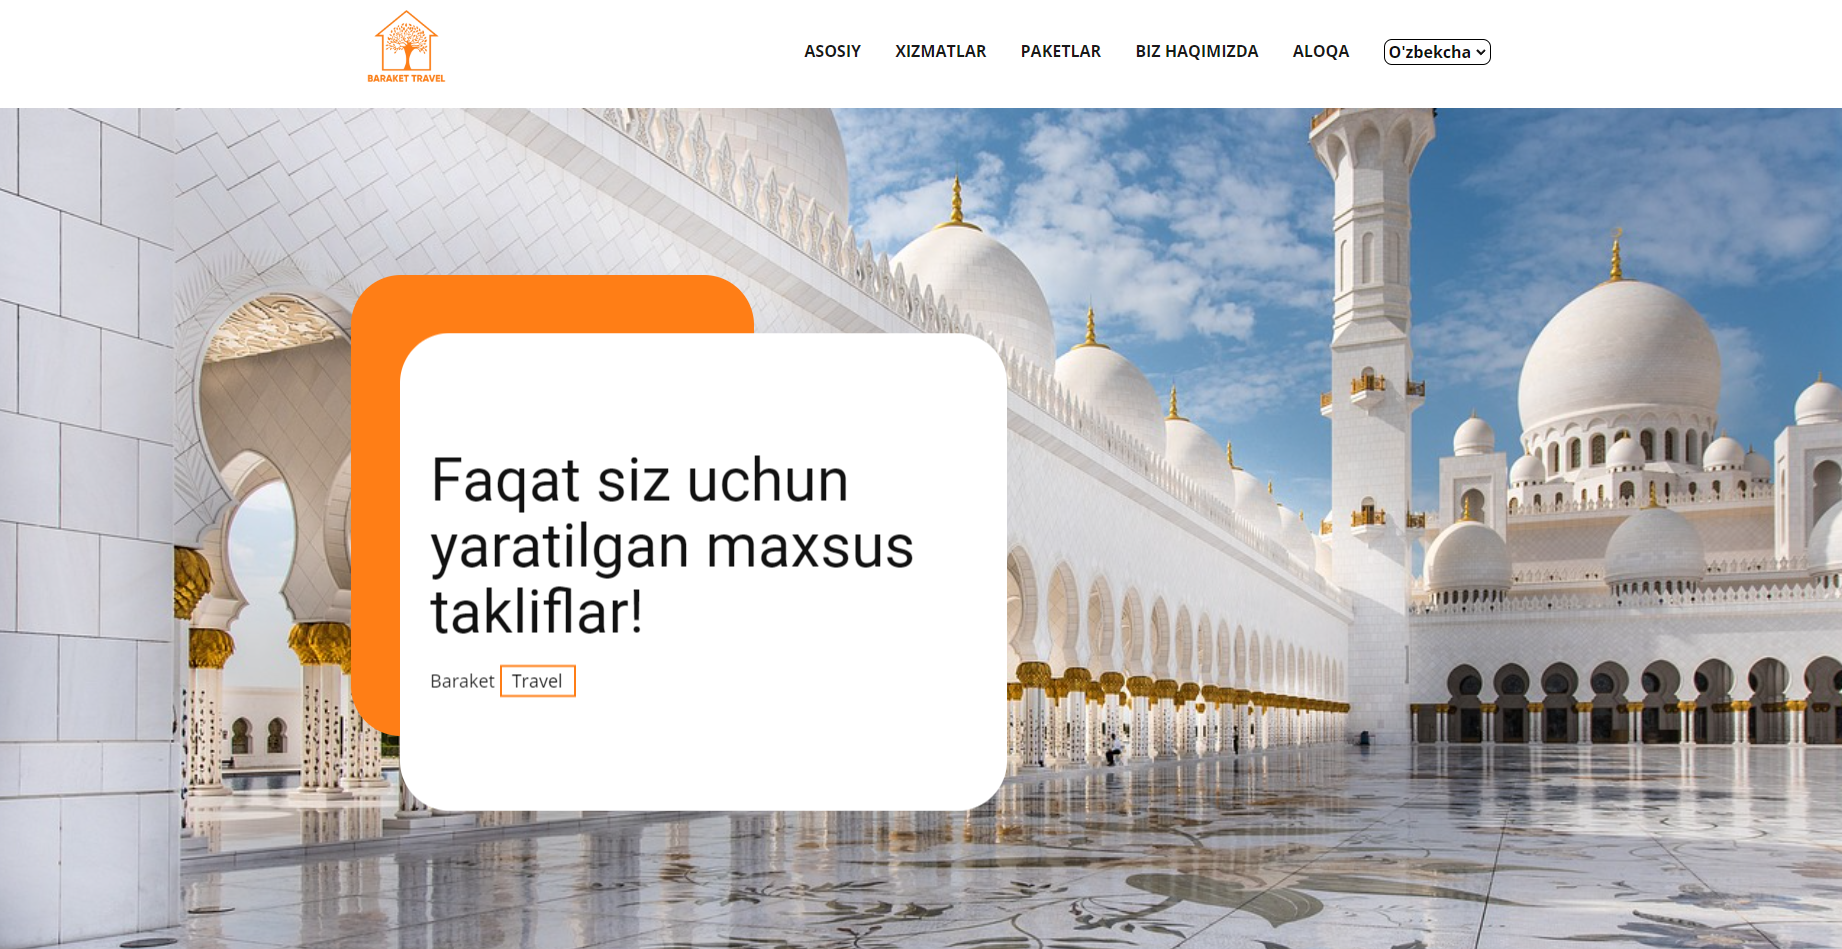 BARAKET TRAVEL
ASOSIY
XIZMATLAR
PAKETLAR
BIZ HAQIMIZDA
ALOQA
O'zbekcha
Faqat siz uchun
yaratilgan maxsus
takliflar!
Baraket Travel